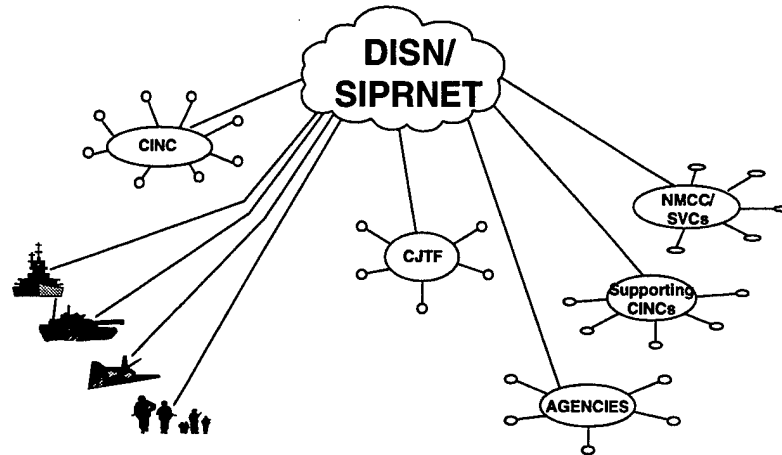 DISN/
SIPRNET
CINC
NMCC/
SVCs
CJTF
Supporting
CINCs
AGENCIES